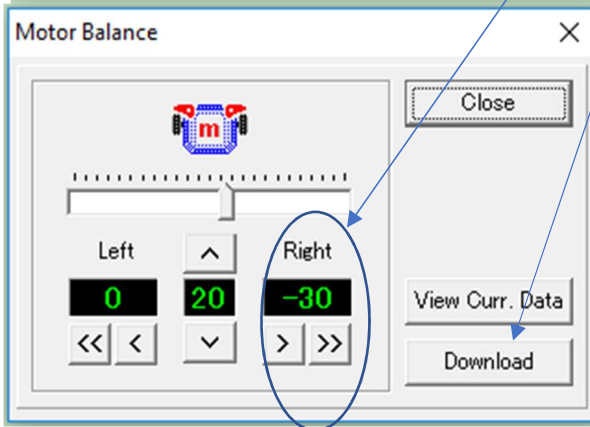 Motor Balance
m
Close
Left
Right
0
20
-30
<<
<
>
>>
View Curr. Data
Download